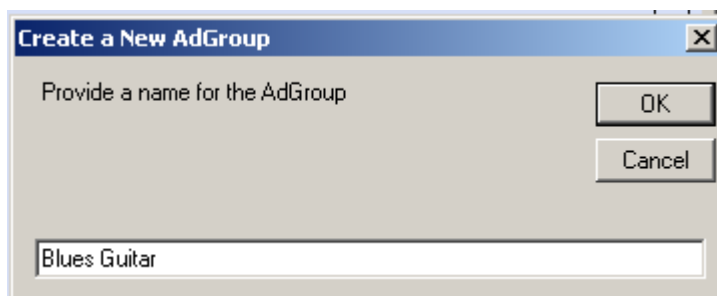 Create a New AdGroup
Provide a name for the AdGroup
OK
Cancel
Blues Guitar